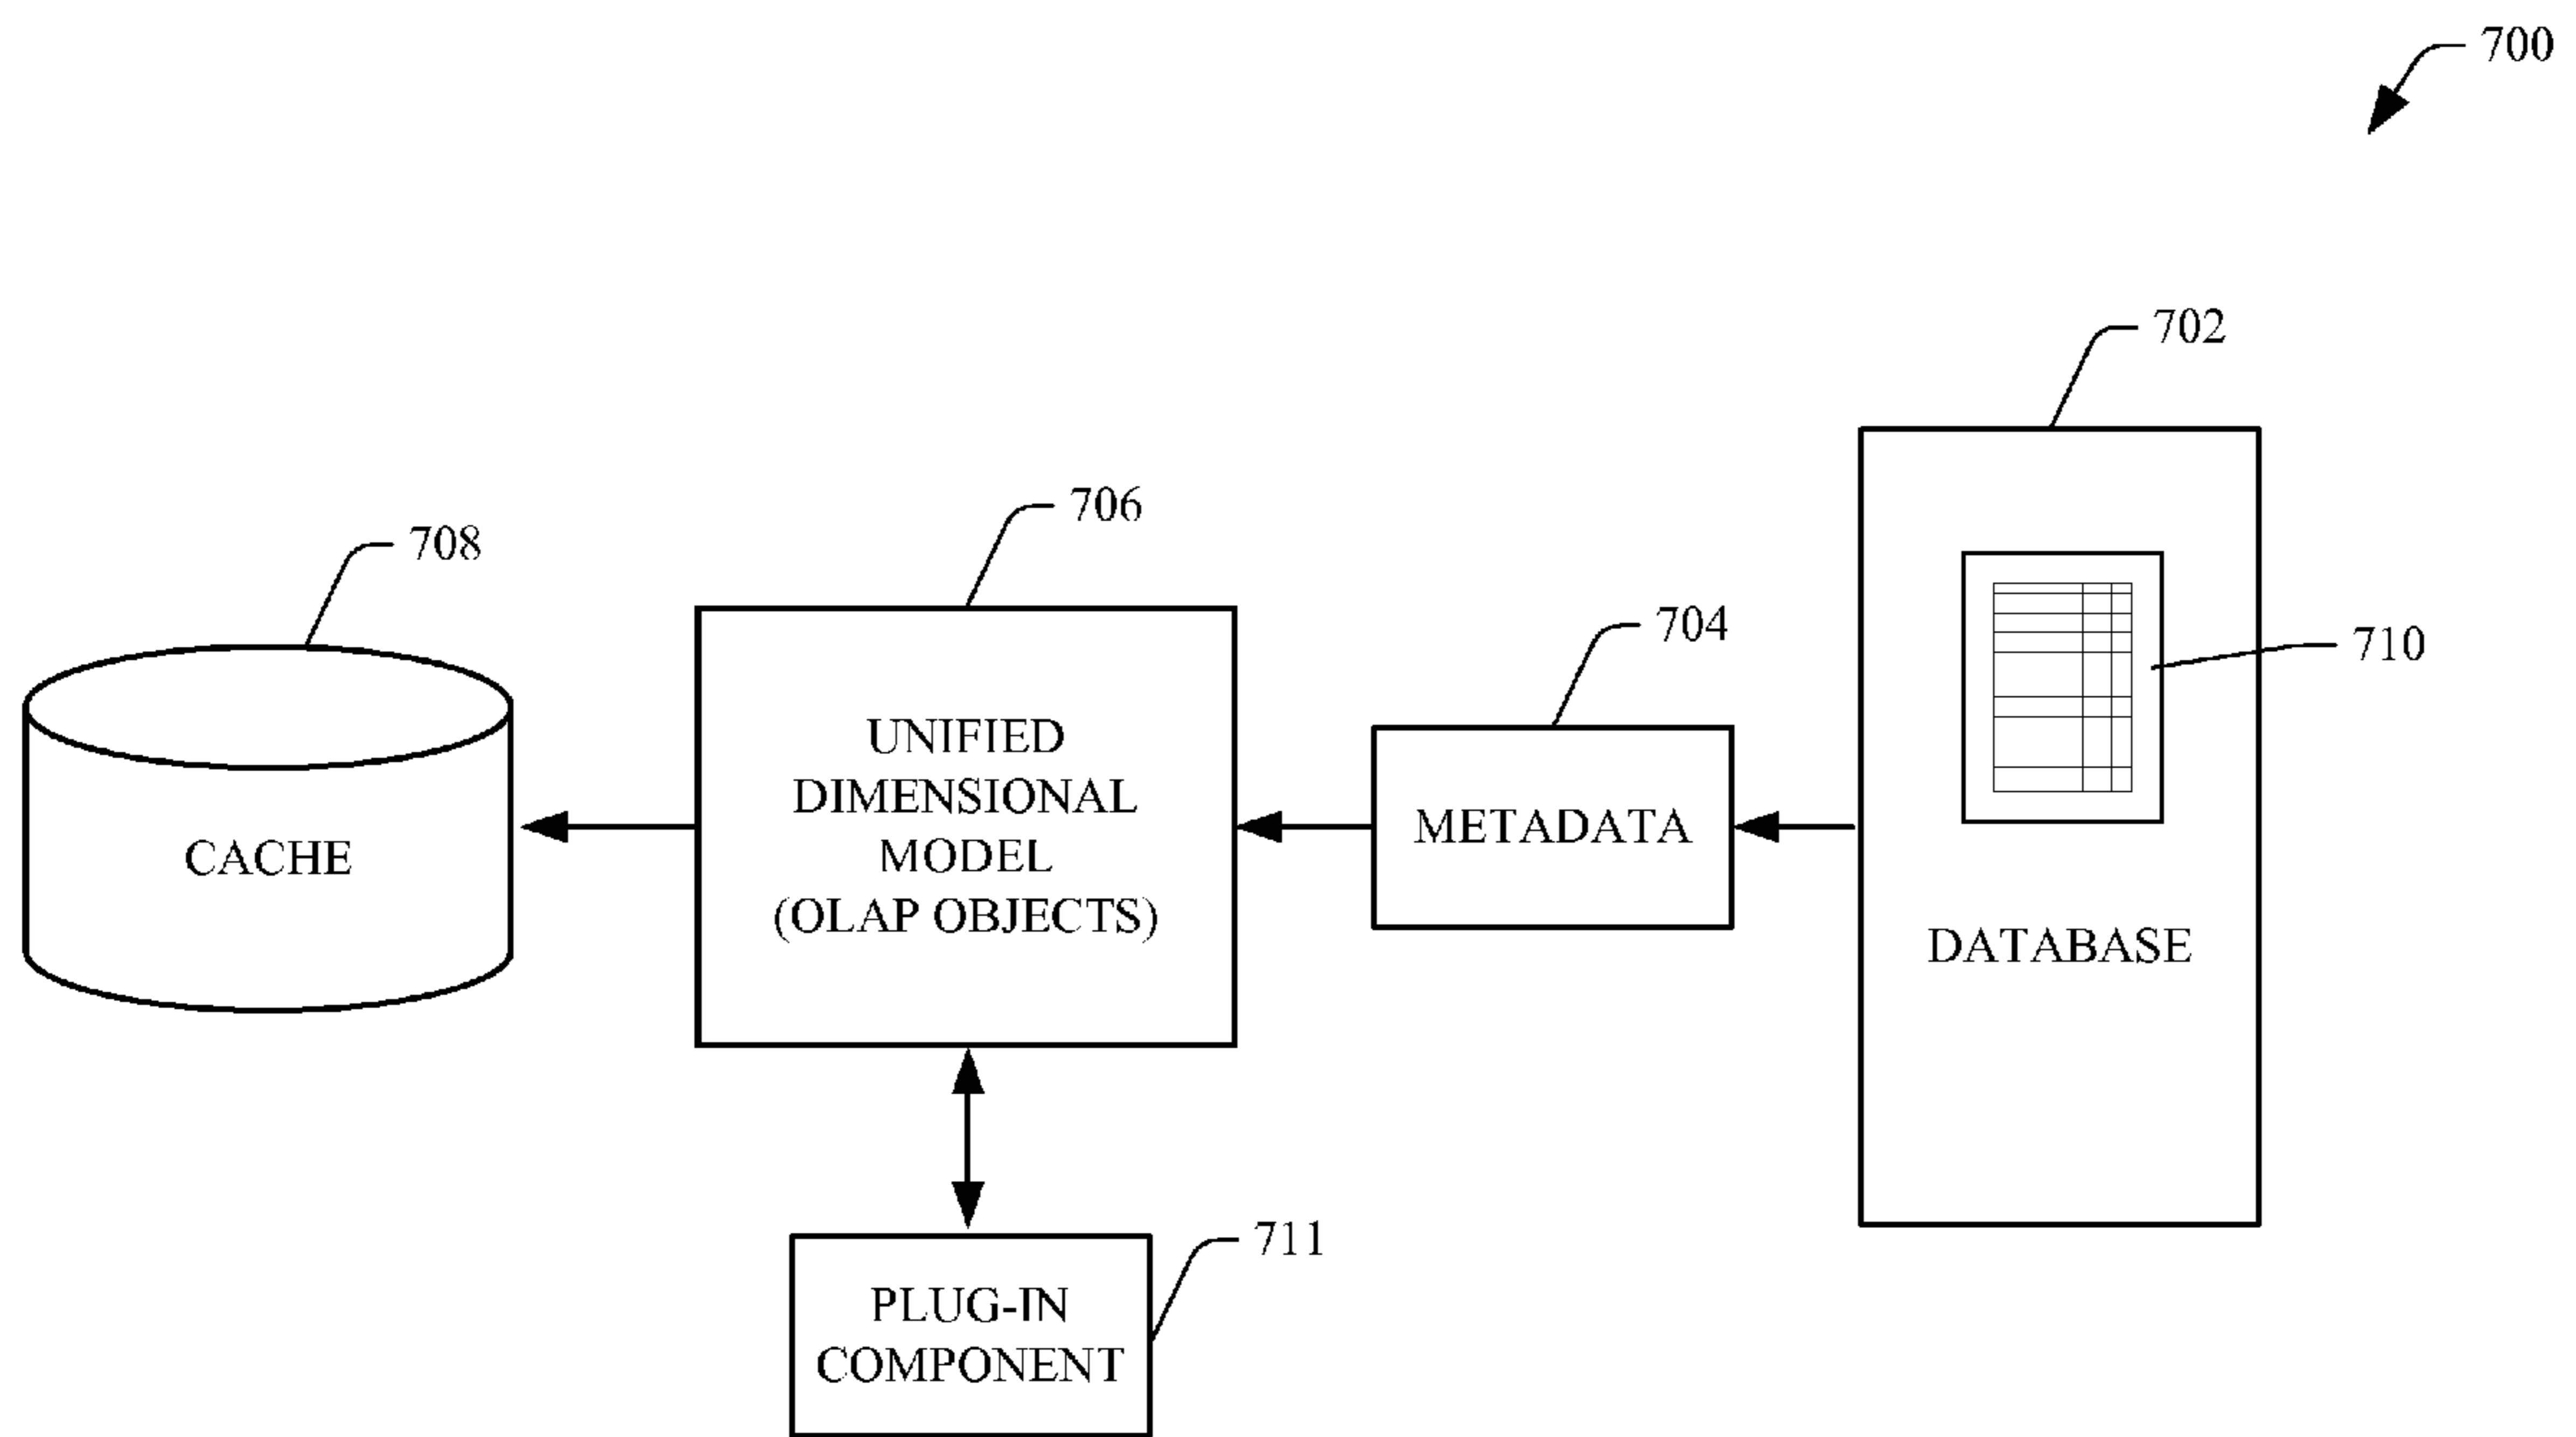 700
702
706
708
704
710
UNIFIED
DIMENSIONAL
MODEL
(OLAP OBJECTS)
METADATA
CACHE
DATABASE
711
PLUG-IN
COMPONENT